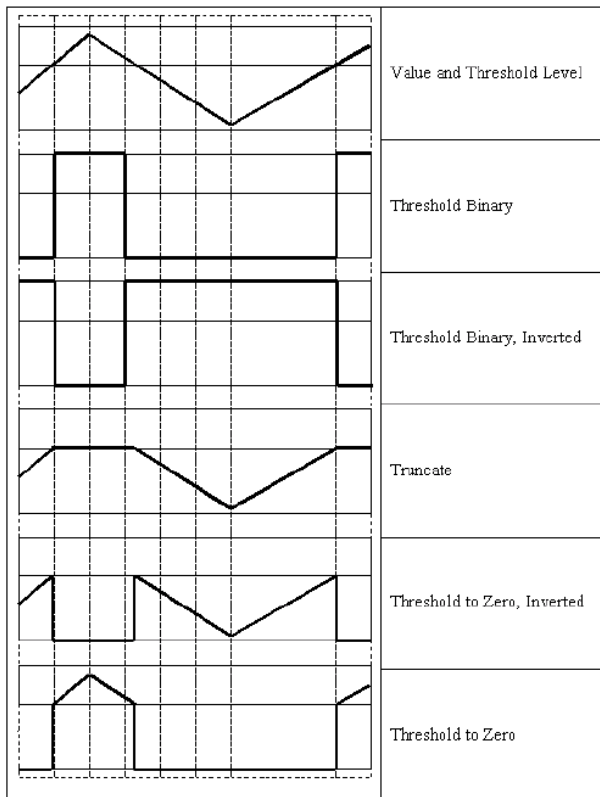 Value and Threshold Level
Threshold Binary
Threshold Binary, Inverted
Truncate
Threshold to Zero, Inverted
Threshold to Zero